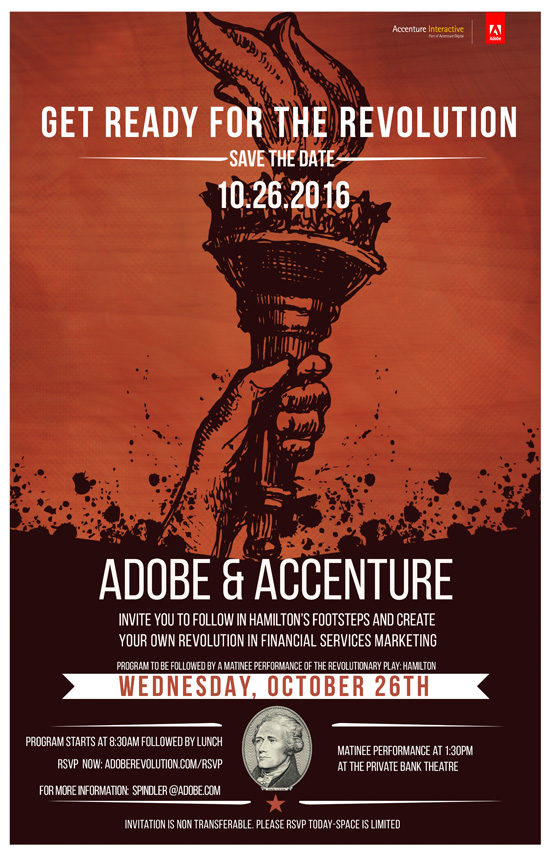 Accenture Interactive
Part of Accenture Digital
Adobe
GET READY FOR THE REVOLUTION
SAVE THE DATE
10.26.2016
ADOBE & ACCENTURE
INVITE YOU TO FOLLOW IN HAMILTON'S FOOTSTEPS AND CREATE
YOUR OWN REVOLUTION IN FINANCIAL SERVICES MARKETING
PROGRAM TO BE FOLLOWED BY A MATINEE PERFORMANCE OF THE REVOLUTIONARY PLAY: HAMILTON
WEDNESDAY, OCTOBER 26TH
PROGRAM STARTS AT 8:30AM FOLLOWED BY LUNCH
RSVP NOW: ADOBEREVOLUTION.COM/RSVP
FOR MORE INFORMATION: SPINDLER @ADOBE.COM
MATINEE PERFORMANCE AT 1:30PM
AT THE PRIVATE BANK THEATRE
INVITATION IS NON TRANSFERABLE. PLEASE RSVP TODAY-SPACE IS LIMITED